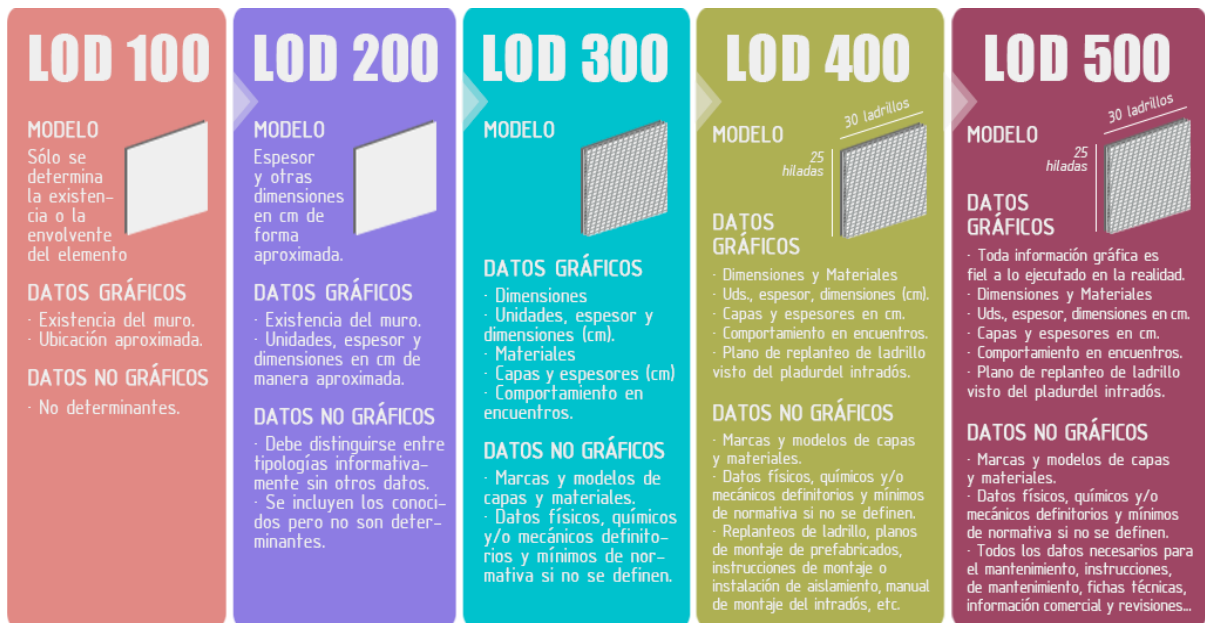 LOD 100
MODELO
Sólo se
determina
la existen-
cia o la
envolvente
del elemento
DATOS GRÁFICOS
· Existencia del muro.
· Ubicación aproximada.
DATOS NO GRÁFICOS
· No determinantes.
LOD 200
MODELO
Espesor
y otras
dimensiones
en cm de
forma
aproximada.
DATOS GRÁFICOS
· Existencia del muro.
· Unidades, espesor y
dimensiones en cm de
manera aproximada.
DATOS NO GRÁFICOS
· Debe distinguirse entre
tipologías informativa-
mente sin otros datos.
· Se incluyen los conoci-
dos pero no son deter-
minantes.
LOD 300
MODELO
DATOS GRÁFICOS
· Dimensiones
· Unidades, espesor y
dimensiones (cm).
· Materiales
· Capas y espesores (cm)
· Comportamiento en
encuentros.
DATOS NO GRÁFICOS
· Marcas y modelos de
capas y materiales.
· Datos físicos, químicos
y/o mecánicos definito-
rios y mínimos de nor-
mativa si no se definen.
LOD 400
MODELO
30 ladrillos
25
hiladas
DATOS
GRÁFICOS
· Dimensiones y Materiales
· Uds., espesor, dimensiones (cm).
· Capas y espesores en cm.
· Comportamiento en encuentros.
· Plano de replanteo de ladrillo
visto del pladurdel intradós.
DATOS NO GRÁFICOS
· Marcas y modelos de capas
y materiales.
· Datos físicos, químicos y/o
mecánicos definitorios y mínimos
de normativa si no se definen.
· Replanteos de ladrillo, planos
de montaje de prefabricados,
instrucciones de montaje o
instalación de aislamiento, manual
de montaje del intradós, etc.
LOD 500
MODELO
30 ladrillos
25
hiladas
DATOS
GRÁFICOS
· Toda información gráfica es
fiel a lo ejecutado en la realidad.
· Dimensiones y Materiales
· Uds., espesor, dimensiones en cm.
· Capas y espesores en cm.
· Comportamiento en encuentros.
· Plano de replanteo de ladrillo
visto del pladurdel intradós.
DATOS NO GRÁFICOS
· Marcas y modelos de capas
y materiales.
· Datos físicos, químicos y/o
mecánicos definitorios y mínimos
de normativa si no se definen.
· Todos los datos necesarios para
el mantenimiento, instrucciones,
de mantenimiento, fichas técnicas,
información comercial y revisiones...